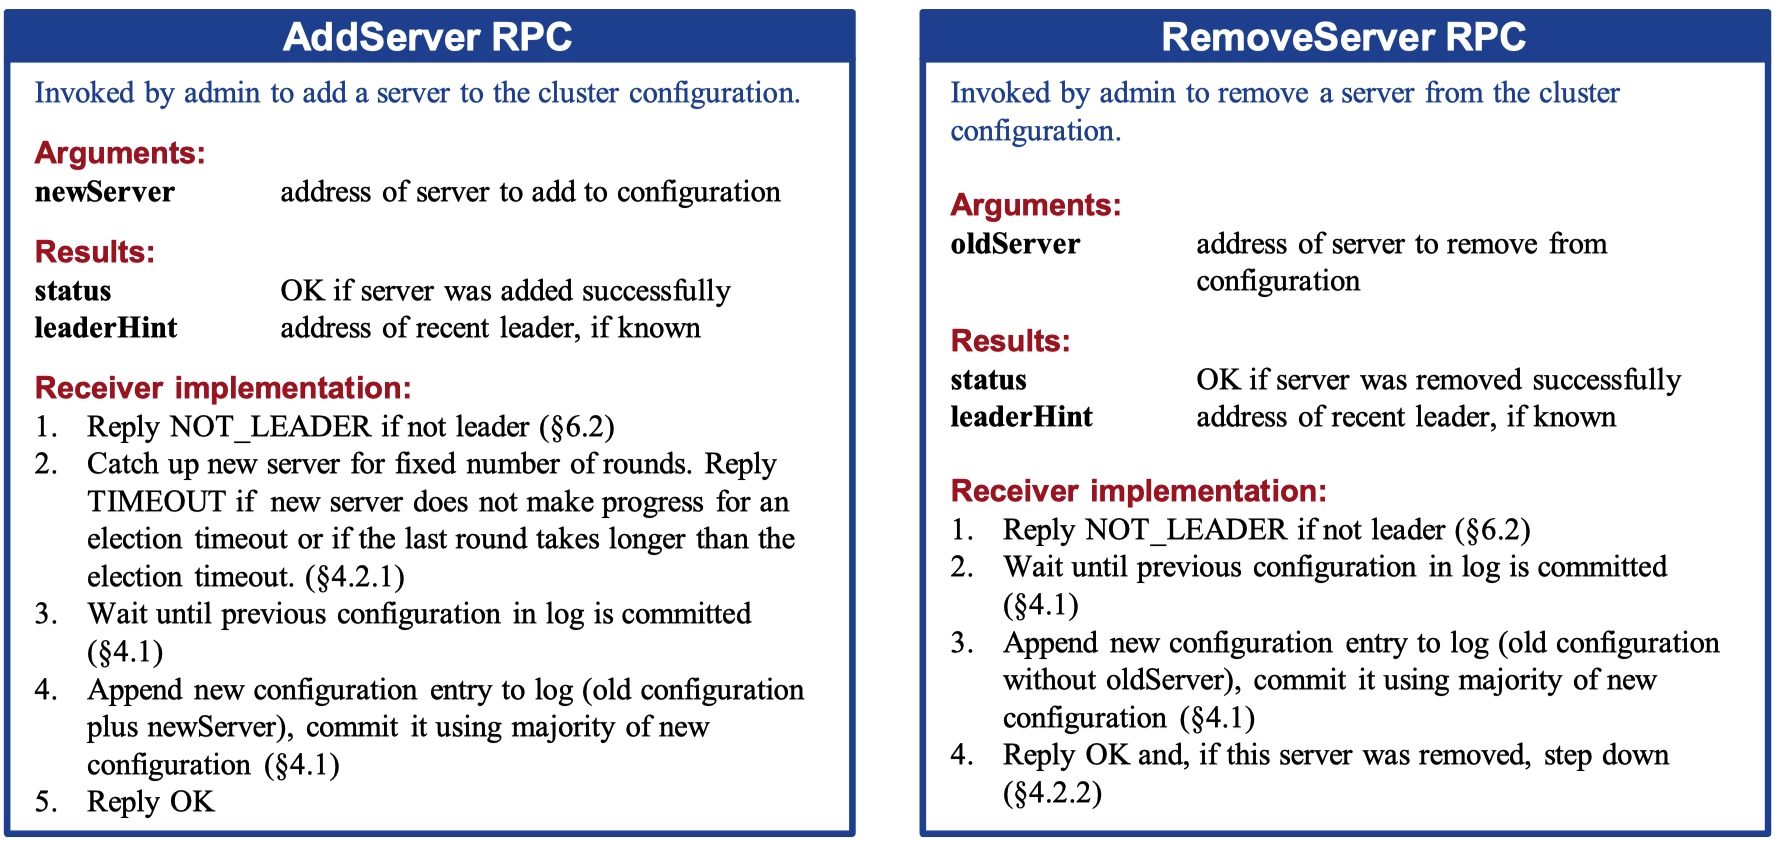 AddServer RPC
Invoked by admin to add a server to the cluster configuration.
Arguments:
newServer address of server to add to configuration
Results:
status OK if server was added successfully
leaderHint address of recent leader, if known
Receiver implementation:
1. Reply NOT_LEADER if not leader (§6.2)
2. Catch up new server for fixed number of rounds. Reply
TIMEOUT if new server does not make progress for an
election timeout or if the last round takes longer than the
election timeout. (§4.2.1)
3. Wait until previous configuration in log is committed
(§4.1)
4. Append new configuration entry to log (old configuration
plus newServer), commit it using majority of new
configuration (§4.1)
5. Reply OK
RemoveServer RPC
Invoked by admin to remove a server from the cluster
configuration.
Arguments:
oldServer address of server to remove from
configuration
Results:
status OK if server was removed successfully
leaderHint address of recent leader, if known
Receiver implementation:
1. Reply NOT_LEADER if not leader (§6.2)
2. Wait until previous configuration in log is committed
(§4.1)
3. Append new configuration entry to log (old configuration
without oldServer), commit it using majority of new
configuration (§4.1)
4. Reply OK and, if this server was removed, step down
(§4.2.2)